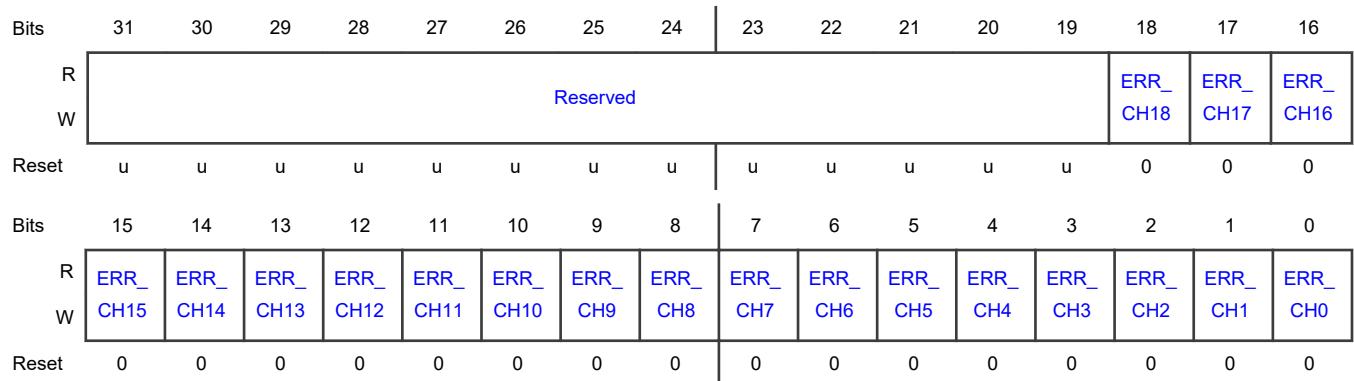 Bits 31 30 29 28 27 26 25 24 23 22 21 20 19 18 17 16
R
Reserved
ERR_ ERR_ ERR_
CH18 CH17 CH16
W
Reset u u u u u u u u u u u u u 0 0 0
Bits 15 14 13 12 11 10 9 8 7 6 5 4 3 2 1 0
R
ERR_ ERR_ ERR_ ERR_ ERR_ ERR_ ERR_ ERR_ ERR_ ERR_ ERR_ ERR_ ERR_ ERR_ ERR_ ERR_
CH15 CH14 CH13 CH12 CH11 CH10 CH9 CH8 CH7 CH6 CH5 CH4 CH3 CH2 CH1 CH0
W
Reset 0 0 0 0 0 0 0 0 0 0 0 0 0 0 0 0